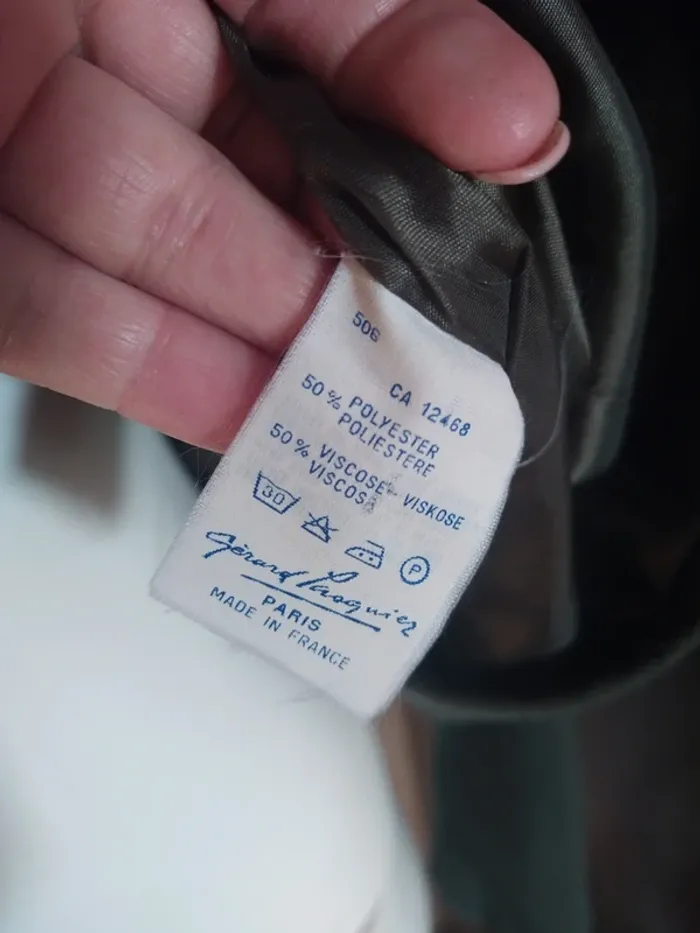 506
CA 12468
50% POLYESTER
POLIESTERE
50% VISCOSE - VISKOSE
VISCOSA
30
P
Gérard Pasquier
PARIS
MADE IN FRANCE